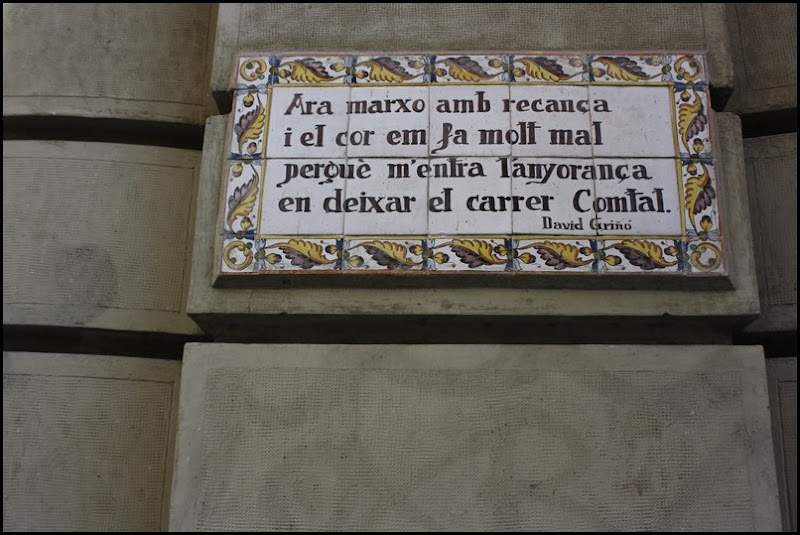 Ara marxo amb recança
i el cor em fa molt mal
perquè m'entra l'anyorança
en deixar el carrer Comtal.
David Griñó